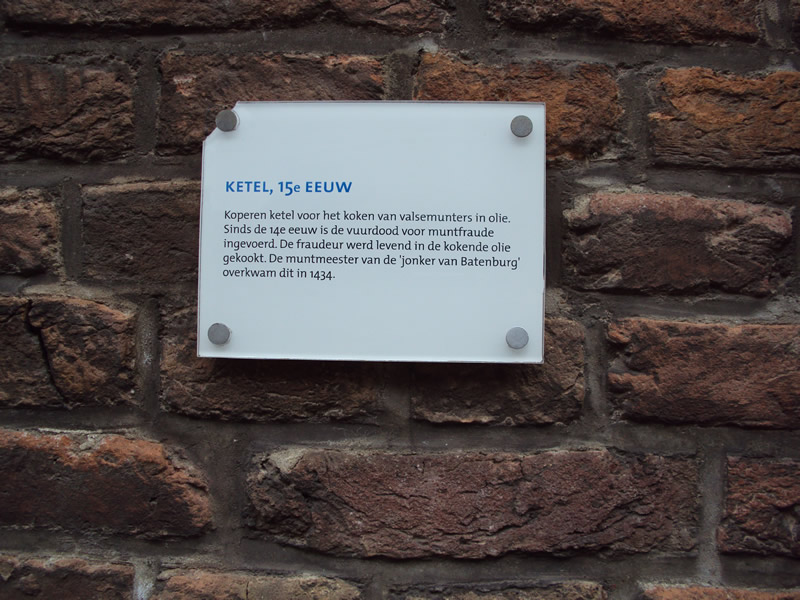 KETEL, 15e EEUW
Koperen ketel voor het koken van valsemunters in olie.
Sinds de 14e eeuw is de vuurdood voor muntfraude
ingevoerd. De fraudeur werd levend in de kokende olie
gekookt. De muntmeester van de 'jonker van Batenburg'
overkwam dit in 1434.